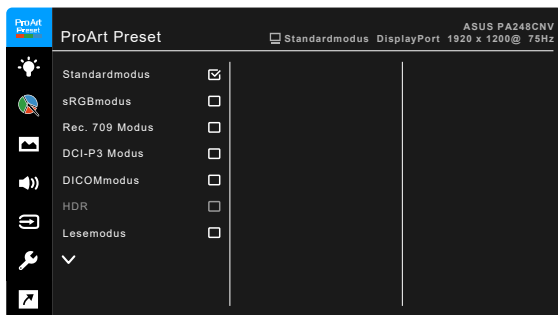 ProArt
Preset
ProArt Preset
ASUS PA248CNV
Standardmodus DisplayPort 1920 x 1200@ 75Hz
Standardmodus
sRGBmodus
Rec. 709 Modus
DCI-P3 Modus
DICOMmodus
HDR
Lesemodus